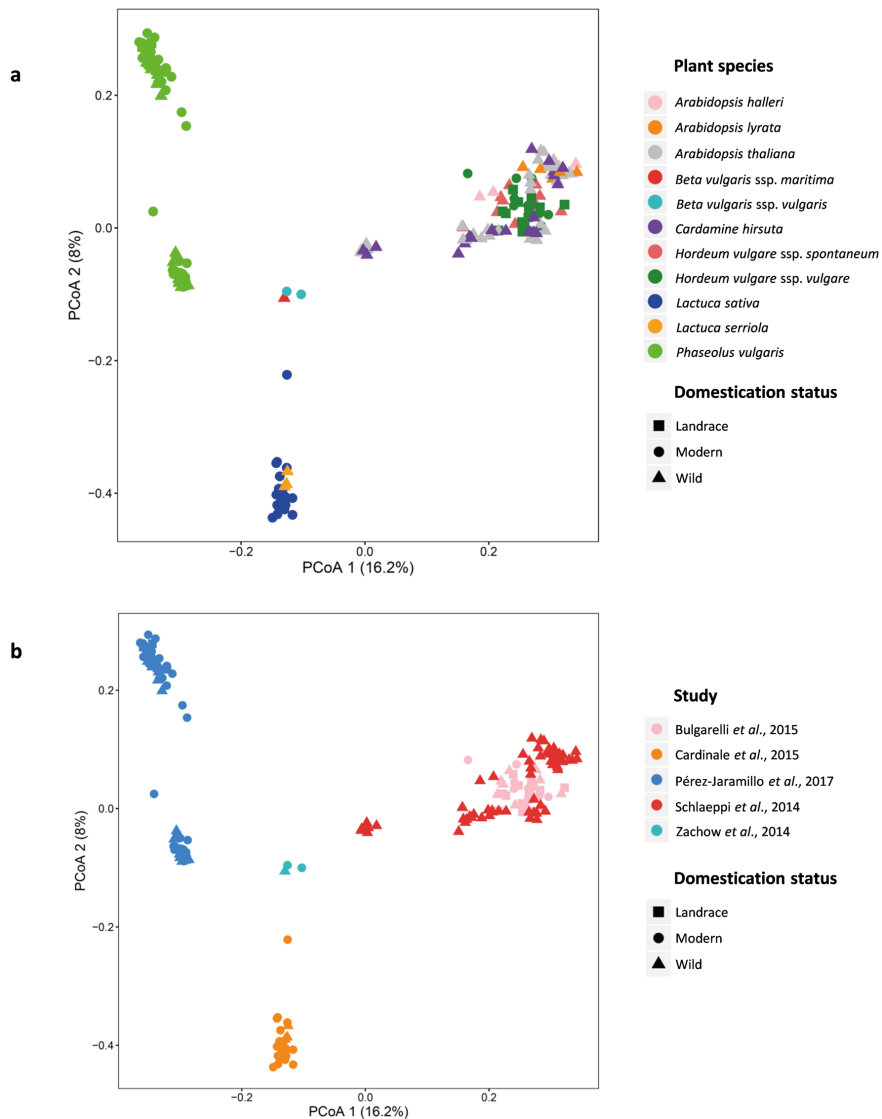 a
0.2
0.0
−0.2
−0.4
PCoA 2 (8%)
−0.2
0.0
0.2
PCoA 1 (16.2%)
Plant species
Arabidopsis halleri
Arabidopsis lyrata
Arabidopsis thaliana
Beta vulgaris ssp. maritima
Beta vulgaris ssp. vulgaris
Cardamine hirsuta
Hordeum vulgare ssp. spontaneum
Hordeum vulgare ssp. vulgare
Lactuca sativa
Lactuca serriola
Phaseolus vulgaris
Domestication status
Landrace
Modern
Wild
b
0.2
0.0
−0.2
−0.4
PCoA 2 (8%)
−0.2
0.0
0.2
PCoA 1 (16.2%)
Study
Bulgarelli et al., 2015
Cardinale et al., 2015
Pérez-Jaramillo et al., 2017
Schlaeppi et al., 2014
Zachow et al., 2014
Domestication status
Landrace
Modern
Wild